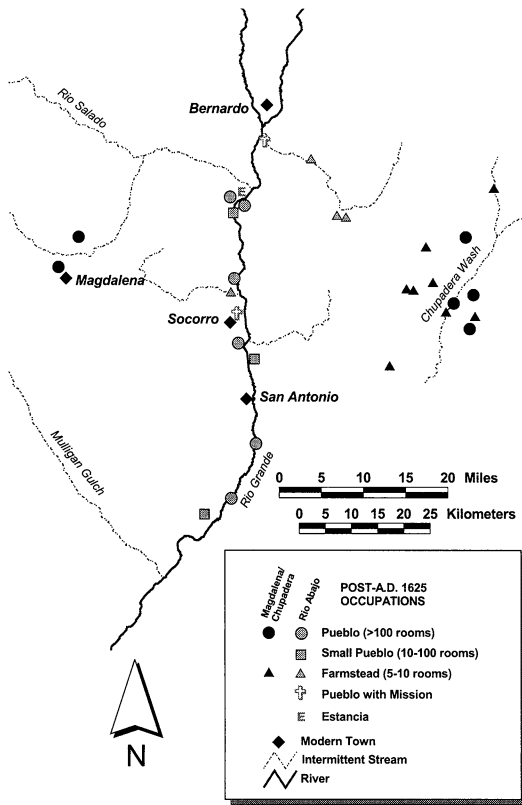 Rio Salado
Bernardo
Magdalena
Chupadera Wash
Socorro
San Antonio
Mulligan Gulch
Rio Grande
0 5 10 15 20 Miles
0 5 10 15 20 25 Kilometers
Magdalena/
Chupadera
Rio Abajo
POST-A.D. 1625
OCCUPATIONS
Pueblo (>100 rooms)
Small Pueblo (10-100 rooms)
Farmstead (5-10 rooms)
Pueblo with Mission
E Estancia
Modern Town
Intermittent Stream
River
E
N